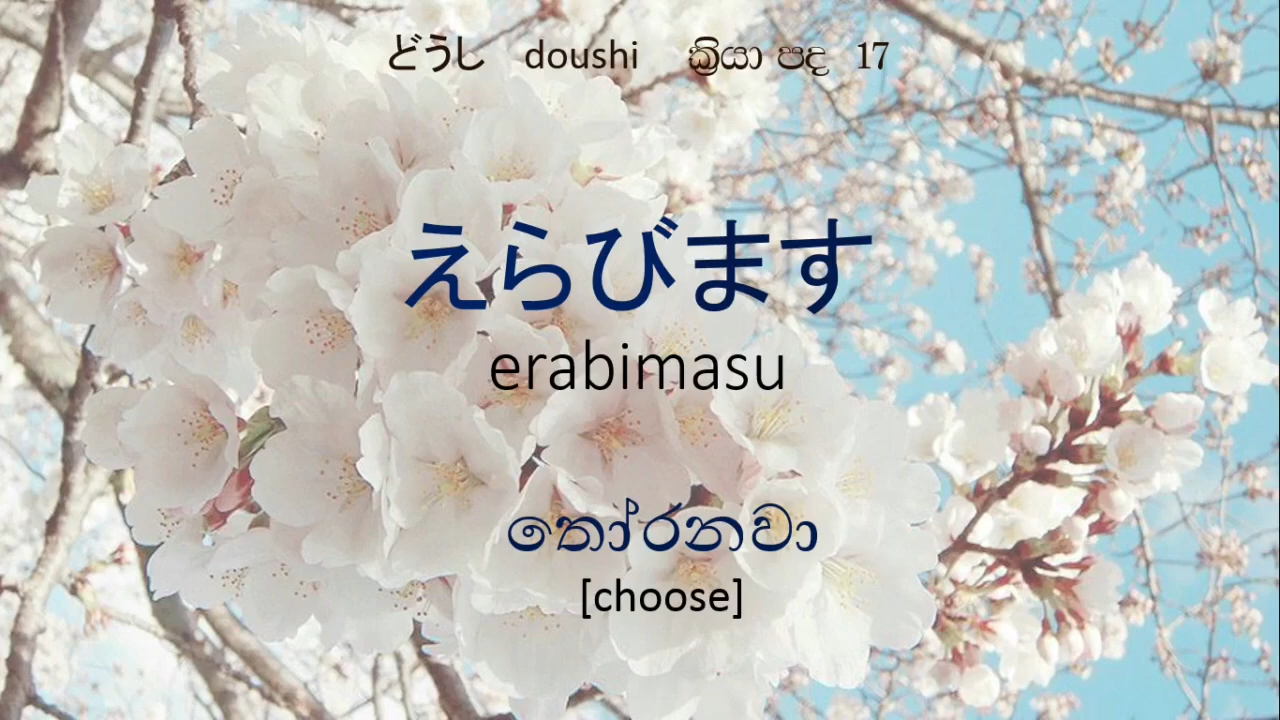 どうし doushi ක්‍රියා පද 17
えらびます
erabimasu
තෝරනවා
[choose]